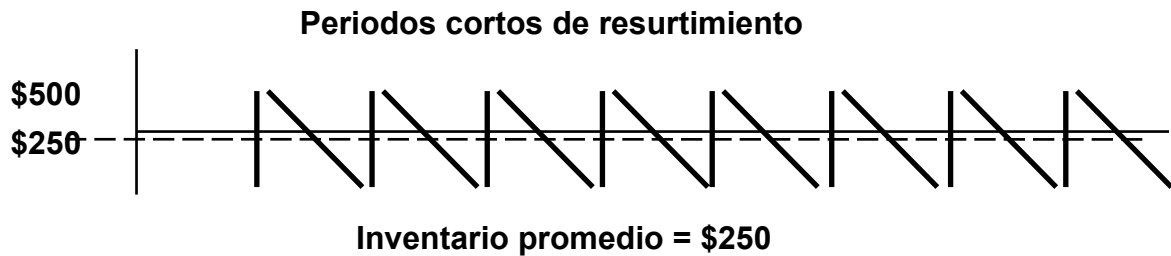 Periodos cortos de resurtimiento
$500
$250
Inventario promedio = $250